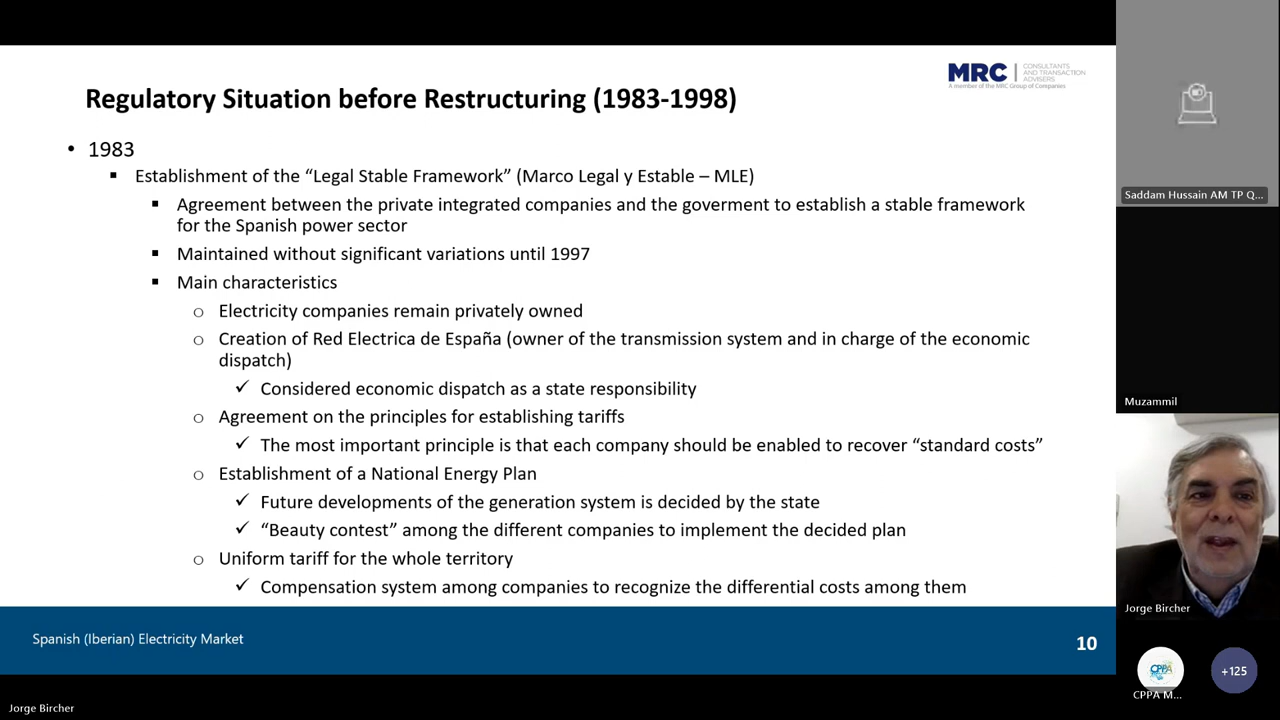 MRC
CONSULTANTS
AND TRANSACTION
ADVISERS
A member of the MRC Group of Companies
Regulatory Situation before Restructuring (1983-1998)
• 1983
▪ Establishment of the “Legal Stable Framework” (Marco Legal y Estable – MLE)
▪ Agreement between the private integrated companies and the goverment to establish a stable framework
for the Spanish power sector
▪ Maintained without significant variations until 1997
▪ Main characteristics
o Electricity companies remain privately owned
o Creation of Red Electrica de España (owner of the transmission system and in charge of the economic
dispatch)
✓ Considered economic dispatch as a state responsibility
o Agreement on the principles for establishing tariffs
✓ The most important principle is that each company should be enabled to recover “standard costs”
o Establishment of a National Energy Plan
✓ Future developments of the generation system is decided by the state
✓ “Beauty contest” among the different companies to implement the decided plan
o Uniform tariff for the whole territory
✓ Compensation system among companies to recognize the differential costs among them
Spanish (Iberian) Electricity Market
10
Saddam Hussain AM TP Q...
Muzammil
Jorge Bircher
CPPA
+125
CPPA M...
Jorge Bircher